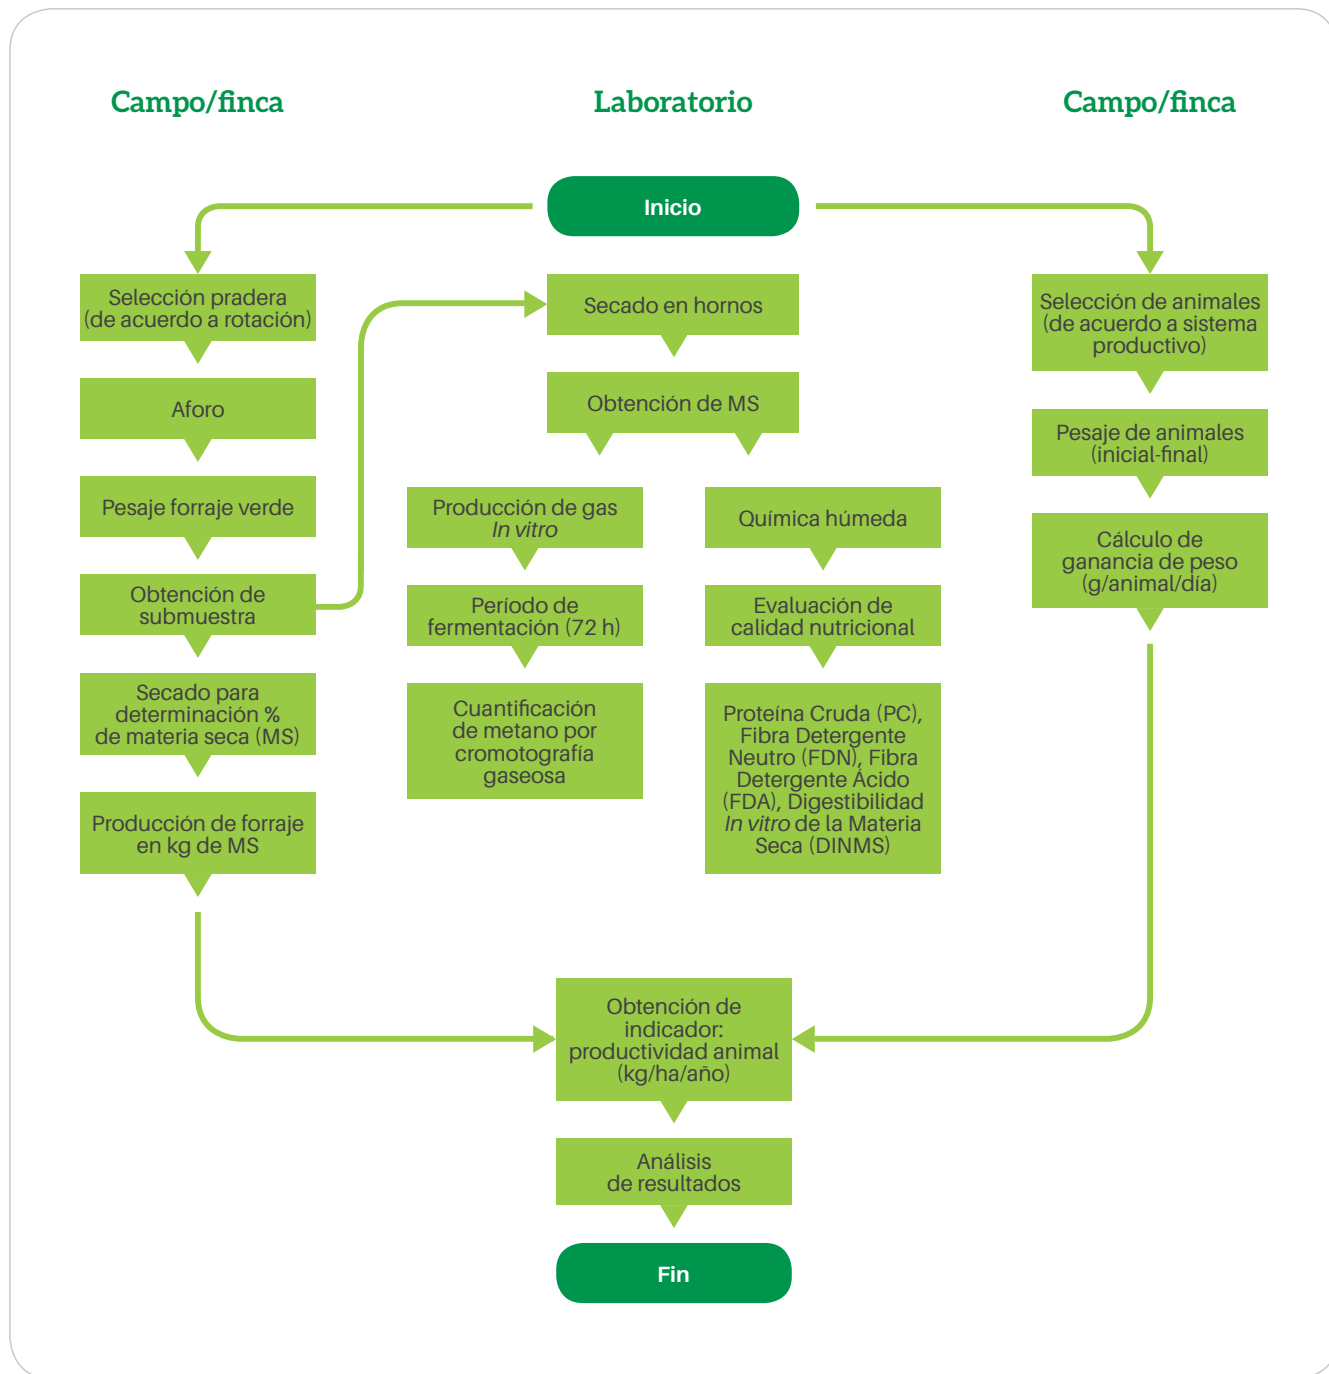 Campo/finca
Laboratorio
Campo/finca
Inicio
Selección pradera
(de acuerdo a rotación)
Aforo
Pesaje forraje verde
Obtención de
submuestra
Secado para
determinación %
de materia seca (MS)
Producción de forraje
en kg de MS
Secado en hornos
Obtención de MS
Producción de gas
In vitro
Período de
fermentación (72 h)
Cuantificación
de metano por
cromotografía
gaseosa
Química húmeda
Evaluación de
calidad nutricional
Proteína Cruda (PC),
Fibra Detergente
Neutro (FDN), Fibra
Detergente Ácido
(FDA), Digestibilidad
In vitro de la Materia
Seca (DINMS)
Selección de animales
(de acuerdo a sistema
productivo)
Pesaje de animales
(inicial-final)
Cálculo de
ganancia de peso
(g/animal/día)
Obtención de
indicador:
productividad animal
(kg/ha/año)
Análisis
de resultados
Fin